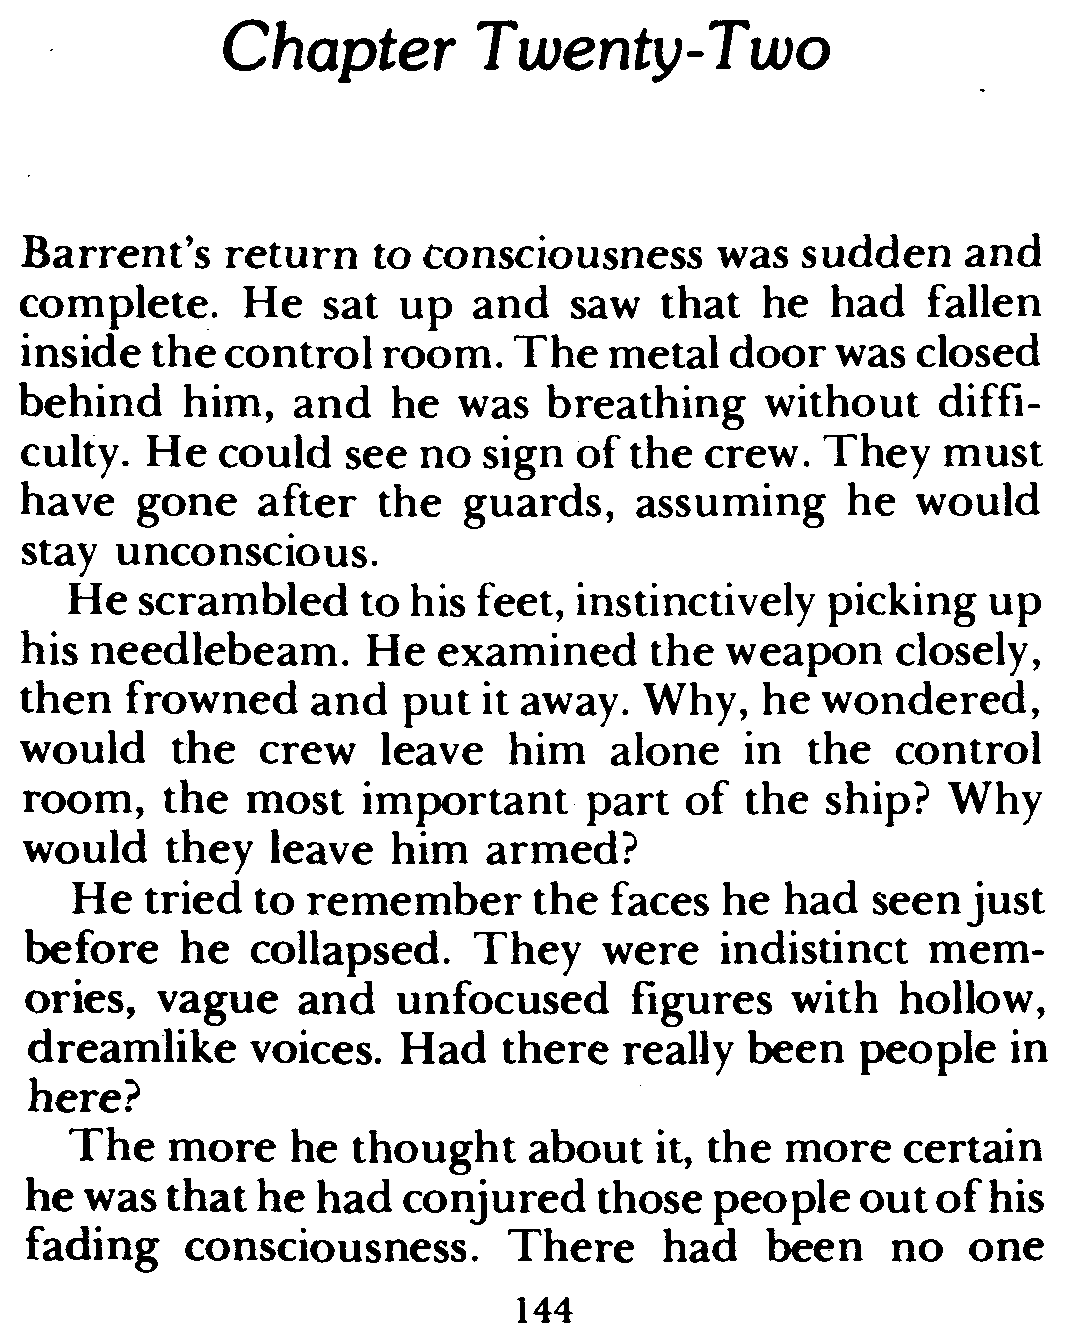 Chapter Twenty-Two
Barrent's return to consciousness was sudden and
complete. He sat up and saw that he had fallen
inside the control room. The metal door was closed
behind him, and he was breathing without diffi-
culty. He could see no sign of the crew. They must
have gone after the guards, assuming he would
stay unconscious.
He scrambled to his feet, instinctively picking up
his needlebeam. He examined the weapon closely,
then frowned and put it away. Why, he wondered,
would the crew leave him alone in the control
room, the most important part of the ship? Why
would they leave him armed?
He tried to remember the faces he had seen just
before he collapsed. They were indistinct mem-
ories, vague and unfocused figures with hollow,
dreamlike voices. Had there really been people in
here?
The more he thought about it, the more certain
he was that he had conjured those people out of his
fading consciousness. There had been no one
144